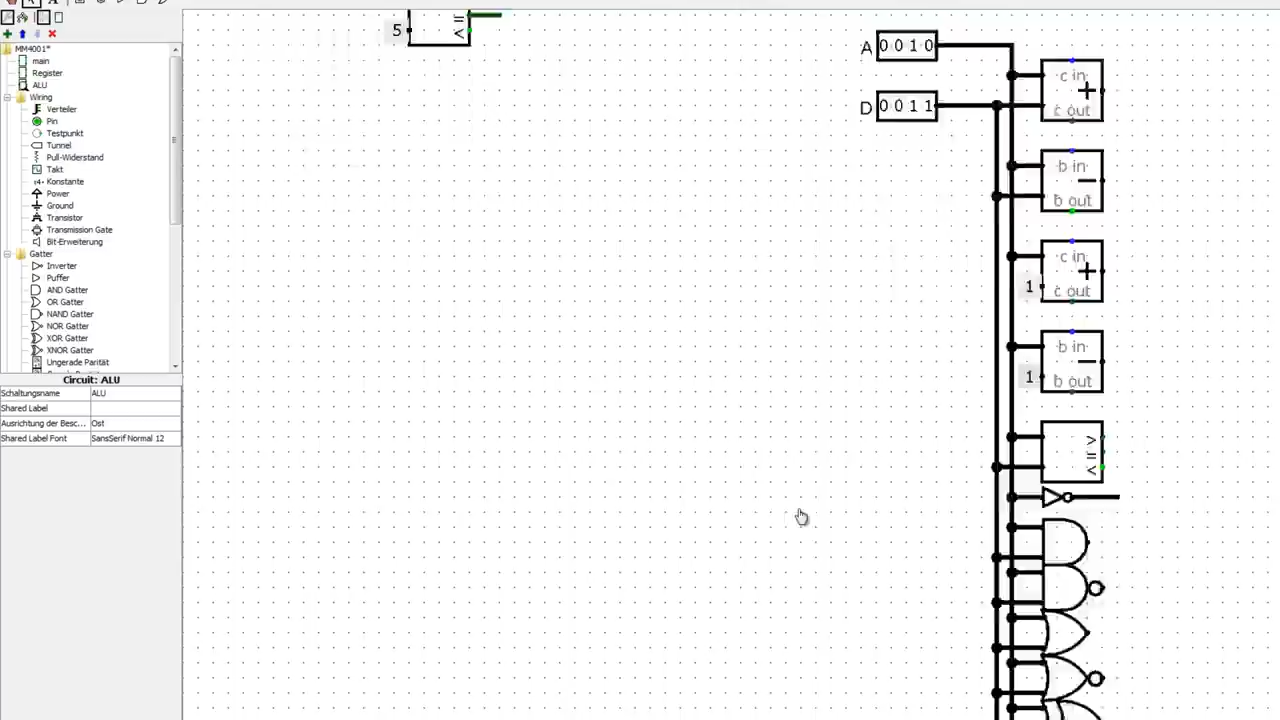 MM4001*
main
Register
ALU
Wiring
Verteiler
Pin
Testpunkt
Tunnel
Pull-Widerstand
Takt
Konstante
Power
Ground
Transistor
Transmission Gate
Bit-Erweiterung
Gatter
Inverter
Puffer
AND Gatter
OR Gatter
NAND Gatter
NOR Gatter
XOR Gatter
XNOR Gatter
Ungerade Parität
Circuit: ALU
Schaltungsname ALU
Shared Label
Ausrichtung der Besc... Ost
Shared Label Font SansSerif Normal 12
5 = <
A 0 0 1 0
D 0 0 1 1
c in
+
c out
b in
−
b out
c in
+
1 c out
b in
−
1 b out
>
=
<